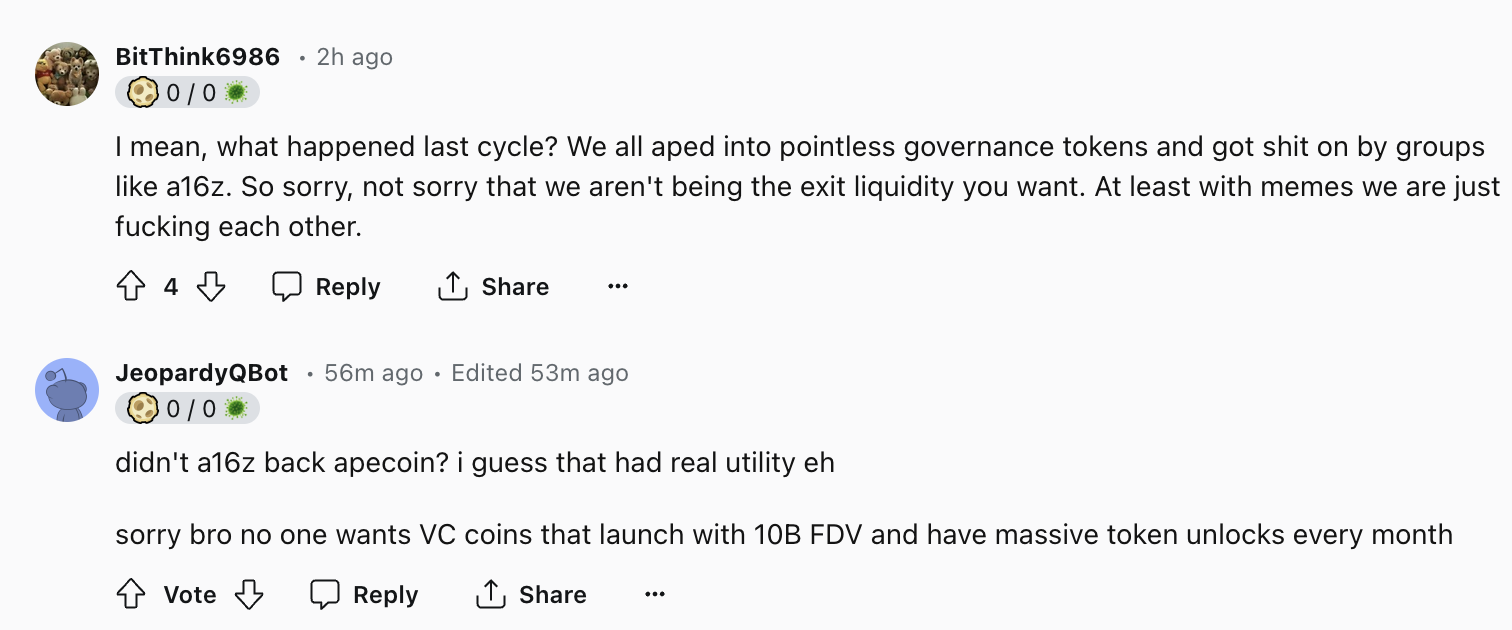 BitThink6986 • 2h ago
0 / 0
I mean, what happened last cycle? We all aped into pointless governance tokens and got shit on by groups
like a16z. So sorry, not sorry that we aren't being the exit liquidity you want. At least with memes we are just
fucking each other.
4 Reply Share ...
JeopardyQBot • 56m ago • Edited 53m ago
0 / 0
didn't a16z back apecoin? i guess that had real utility eh
sorry bro no one wants VC coins that launch with 10B FDV and have massive token unlocks every month
Vote Reply Share ...